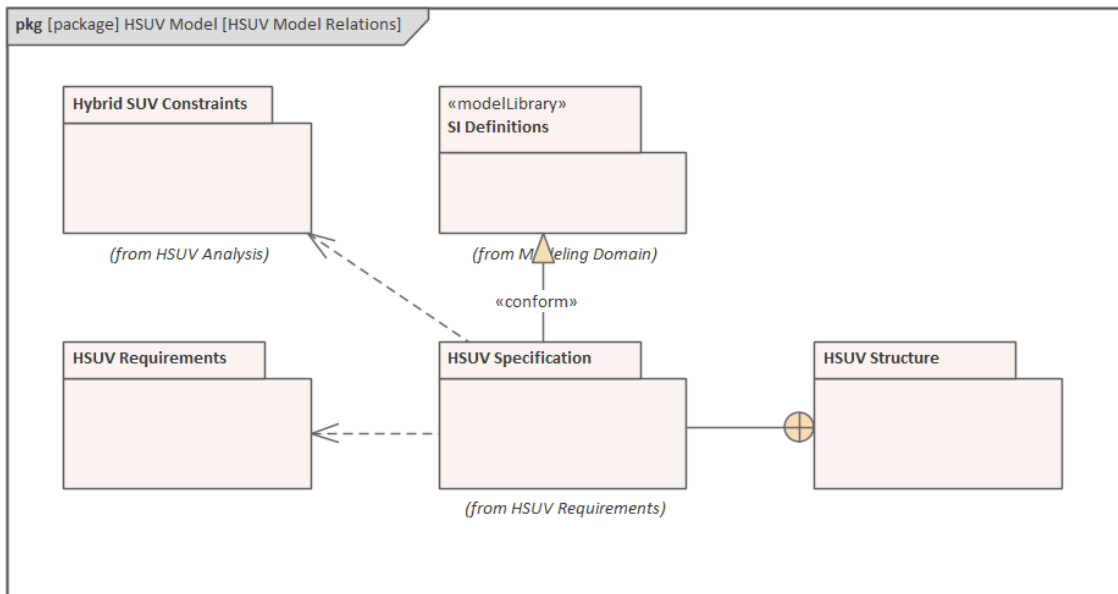 pkg [package] HSUV Model [HSUV Model Relations]
Hybrid SUV Constraints
«modelLibrary»
SI Definitions
(from HSUV Analysis)
(from Modeling Domain)
«conform»
HSUV Requirements
HSUV Specification
HSUV Structure
(from HSUV Requirements)